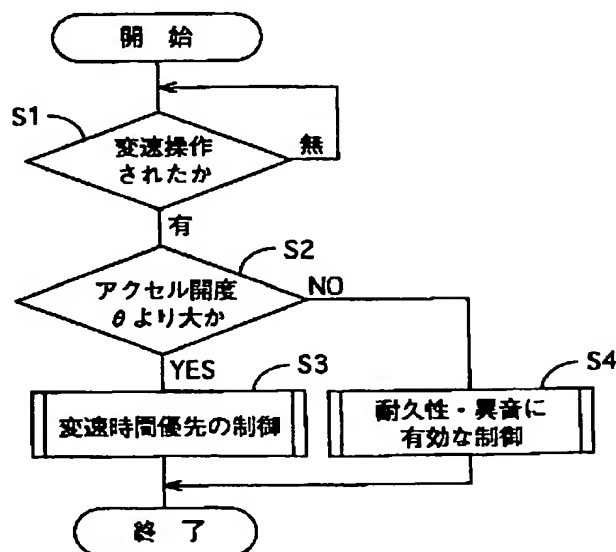 開 始
S1
変速操作
されたか
無
有
S2
アクセル開度
θより大か
NO
YES
S3
変速時間優先の制御
S4
耐久性・異音に
有効な制御
終 了